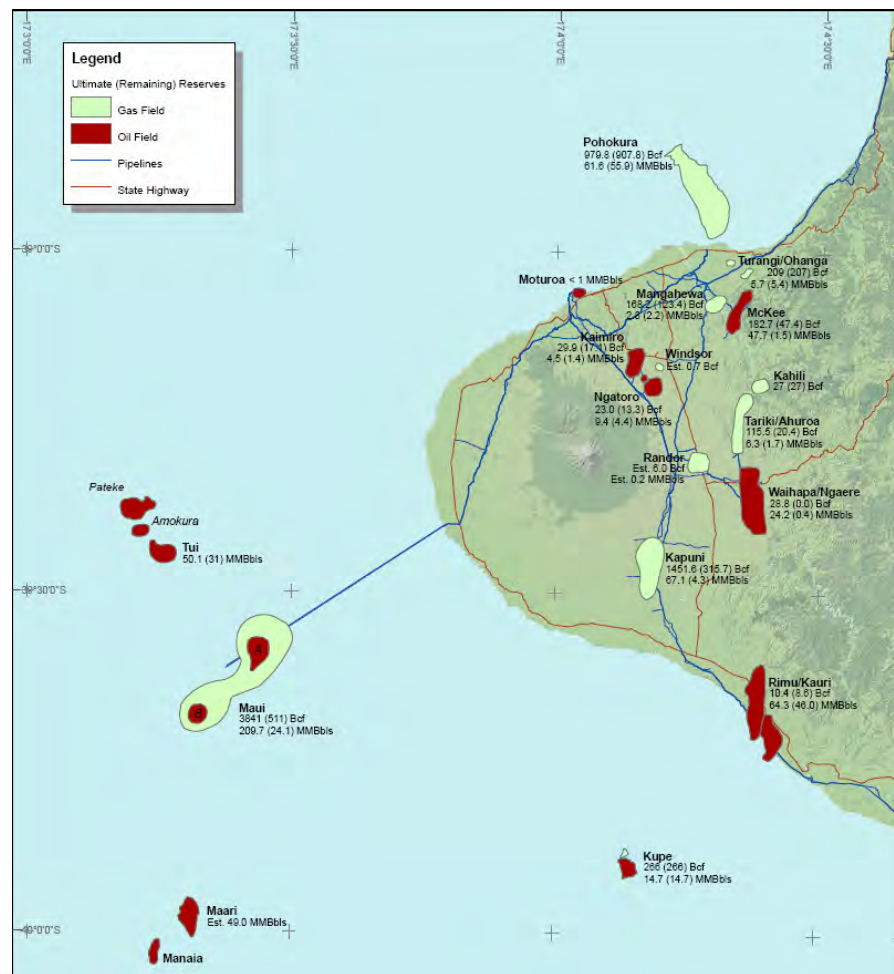 173°0'0"E
173°30'0"E
174°0'0"E
174°30'0"E
Legend
Ultimate (Remaining) Reserves
Gas Field
Oil Field
Pipelines
State Highway
Pohokura
979.8 (907.8) Bcf
61.6 (55.9) MMBbls
39°0'0"S
Turangi/Ohanga
209 (207) Bcf
5.7 (5.4) MMBbls
Moturoa < 1 MMBbls
Mangahewa
168.2 (123.4) Bcf
2.8 (2.2) MMBbls
McKee
182.7 (47.4) Bcf
47.7 (1.5) MMBbls
Kaimiro
29.9 (17.1) Bcf
4.5 (1.4) MMBbls
Windsor
Est. 0.7 Bcf
Kahili
27 (27) Bcf
Ngatoro
23.0 (13.3) Bcf
9.4 (4.4) MMBbls
Tariki/Ahuroa
115.5 (20.4) Bcf
6.3 (1.7) MMBbls
Randor
Est. 6.0 Bcf
Est. 0.2 MMBbls
Waihapa/Ngaere
28.8 (0.0) Bcf
24.2 (0.4) MMBbls
Pateke
Amokura
Tui
50.1 (31) MMBbls
Kapuni
1451.6 (315.7) Bcf
67.1 (4.3) MMBbls
39°30'0"S
A
B
Maui
3841 (511) Bcf
209.7 (24.1) MMBbls
Rimu/Kauri
10.4 (8.6) Bcf
64.3 (46.0) MMBbls
Kupe
266 (266) Bcf
14.7 (14.7) MMBbls
Maari
Est. 49.0 MMBbls
40°0'0"S
Manaia